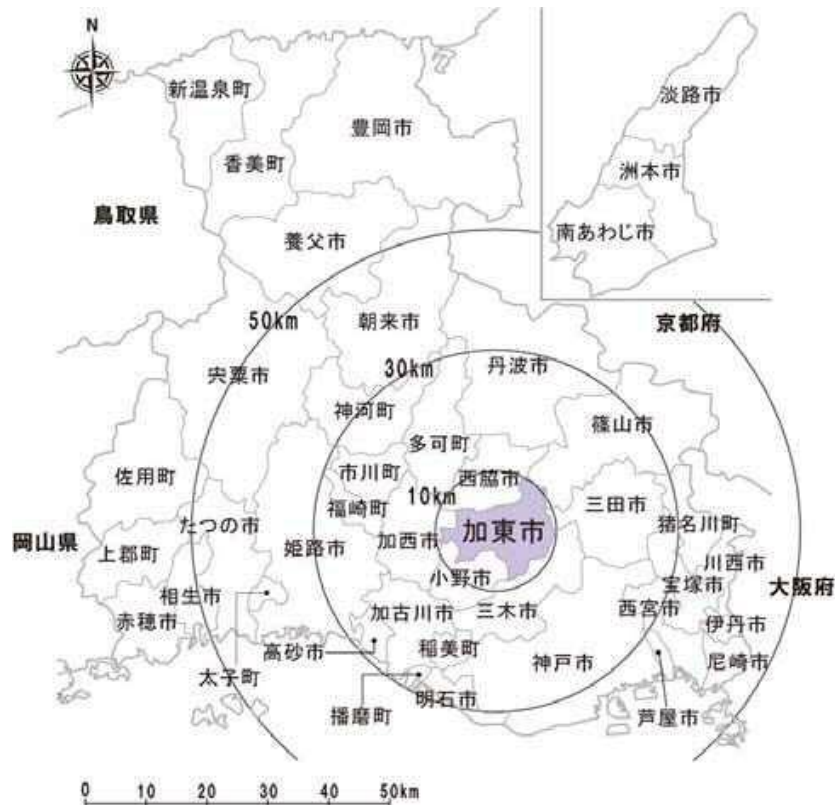 N
新温泉町
豊岡市
香美町
鳥取県
養父市
淡路市
洲本市
南あわじ市
50km
朝来市
京都府
宍粟市
30km
丹波市
神河町
篠山市
多可町
佐用町
市川町
西脇市
10km
三田市
福崎町
たつの市
猪名川町
岡山県
姫路市
加西市
加東市
上郡町
川西市
小野市
宝塚市
大阪府
相生市
赤穂市
加古川市
三木市
西宮市
伊丹市
高砂市
稲美町
神戸市
尼崎市
太子町
播磨町
明石市
芦屋市
0 10 20 30 40 50km